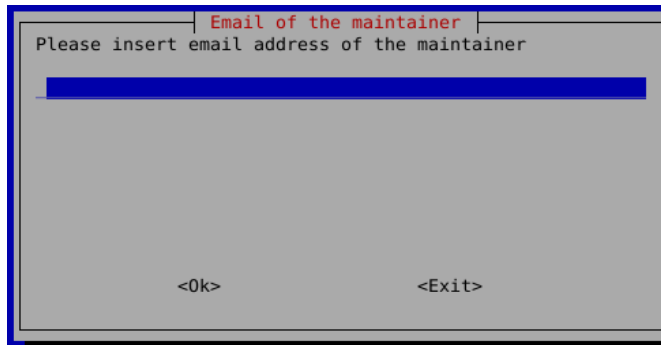 Email of the maintainer
Please insert email address of the maintainer
<Ok> <Exit>